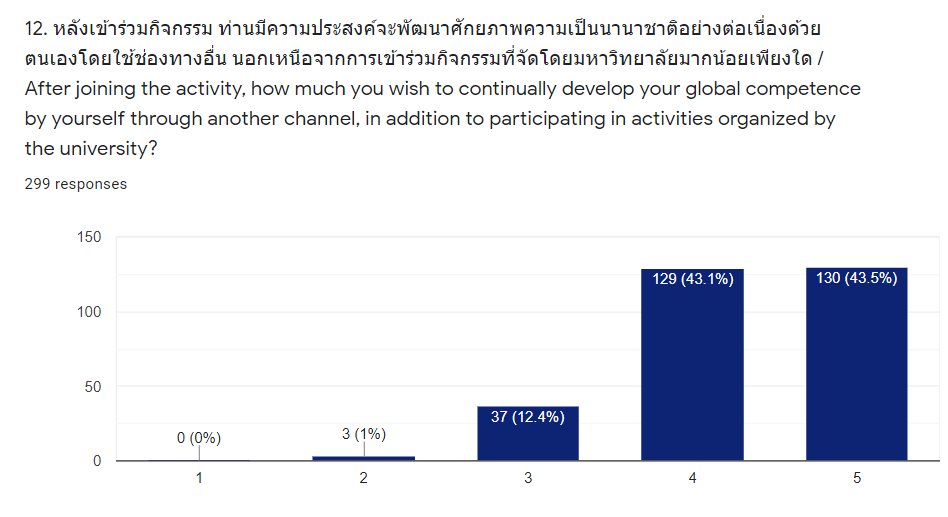 12. หลังเข้าร่วมกิจกรรม ท่านมีความประสงค์จะพัฒนาศักยภาพความเป็นนานาชาติอย่างต่อเนื่องด้วย
ตนเองโดยใช้ช่องทางอื่น นอกเหนือจากการเข้าร่วมกิจกรรมที่จัดโดยมหาวิทยาลัยมากน้อยเพียงใด /
After joining the activity, how much you wish to continually develop your global competence
by yourself through another channel, in addition to participating in activities organized by
the university?
299 responses
150
100
50
0
0 (0%)
3 (1%)
37 (12.4%)
129 (43.1%)
130 (43.5%)
1 2 3 4 5